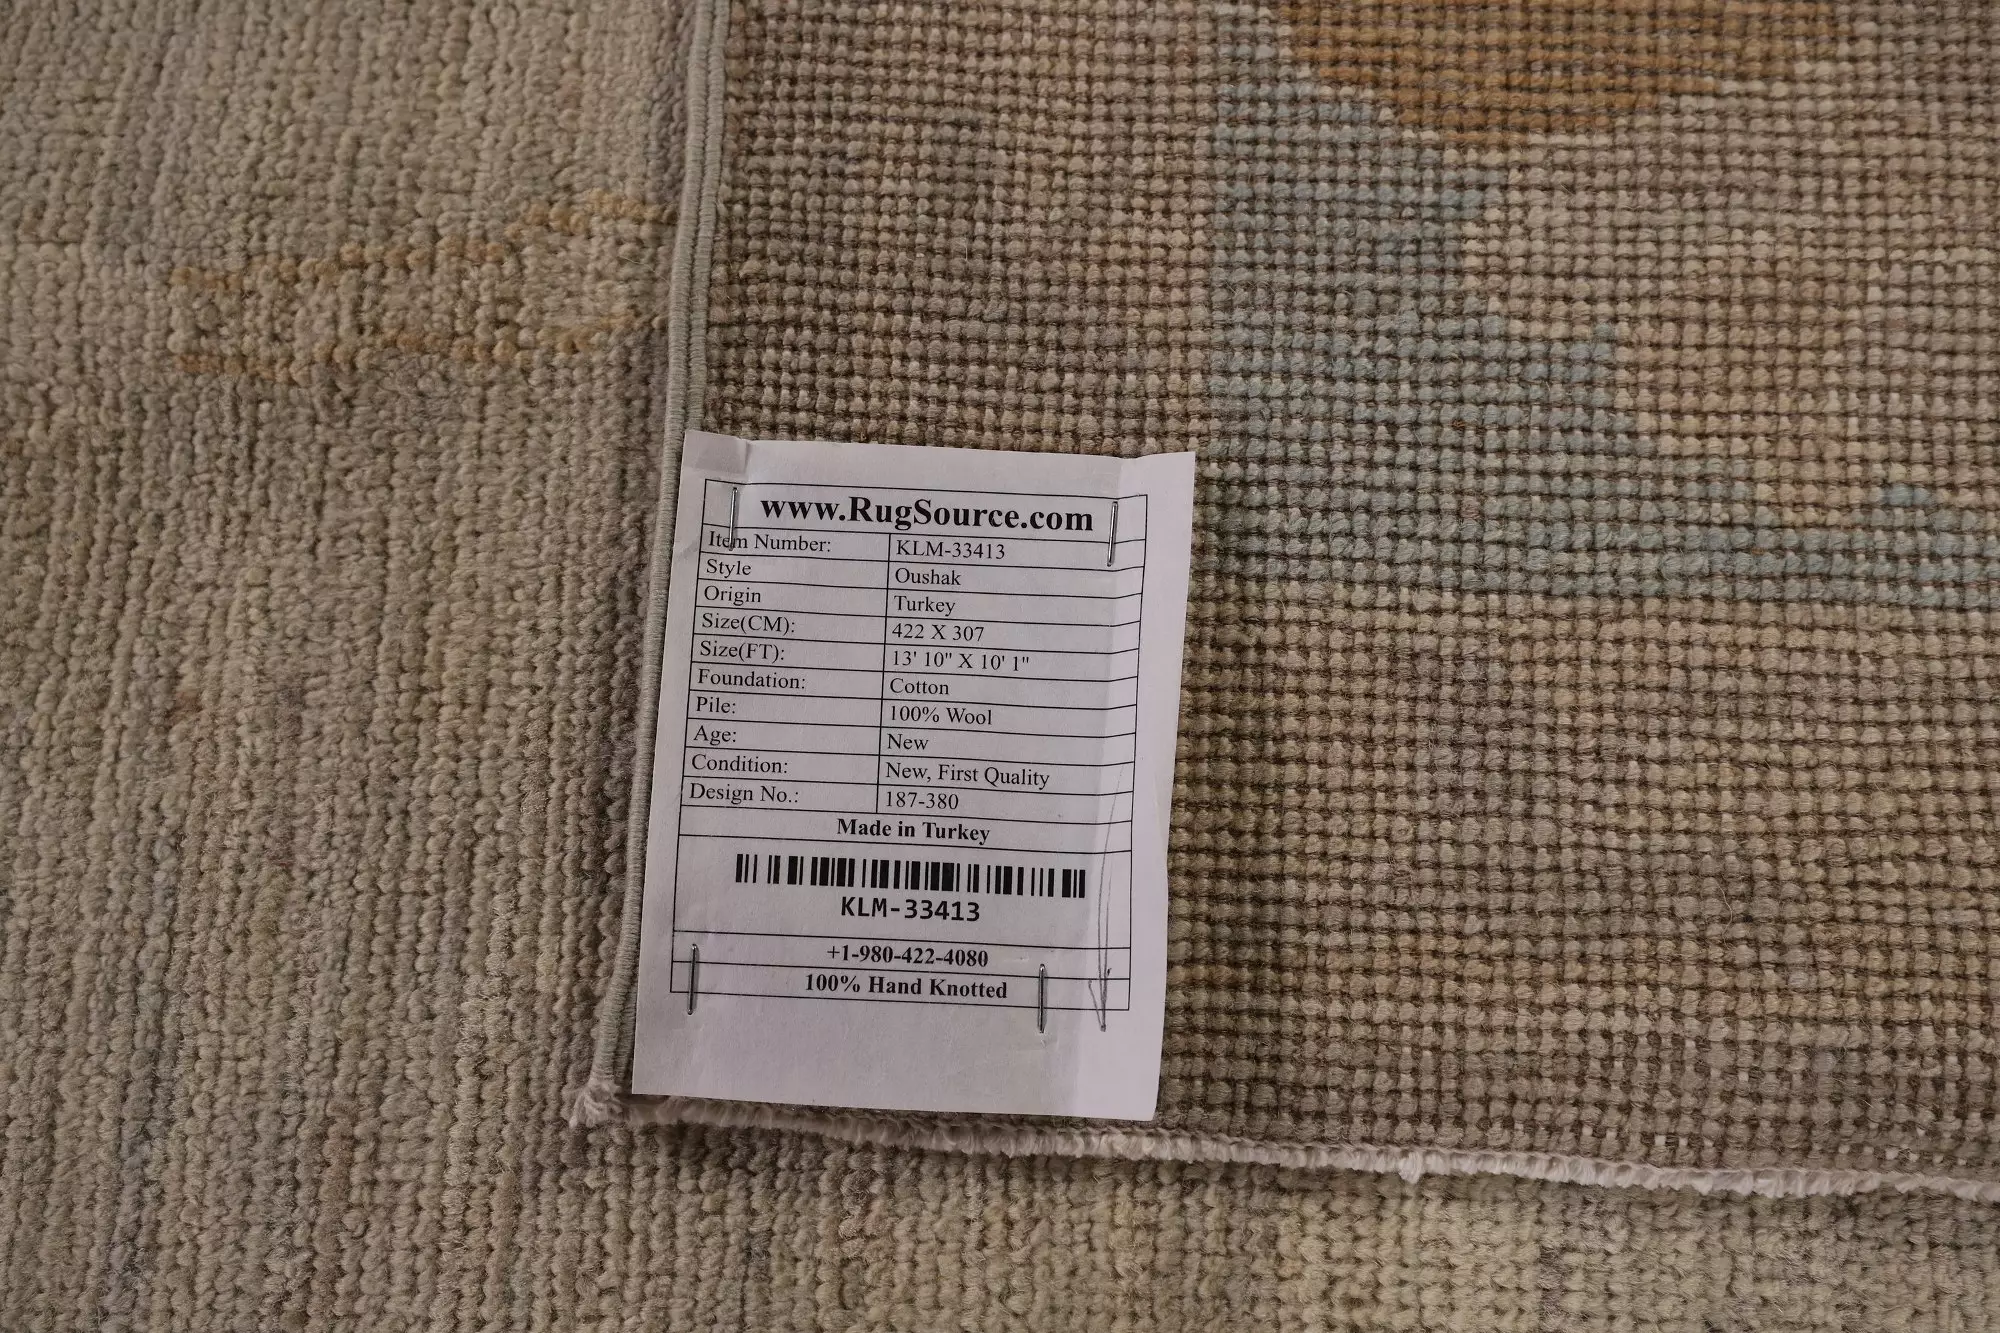 www.RugSource.com
Item Number: KLM-33413
Style Oushak
Origin Turkey
Size(CM): 422 X 307
Size(FT): 13' 10" X 10' 1"
Foundation: Cotton
Pile: 100% Wool
Age: New
Condition: New, First Quality
Design No.: 187-380
Made in Turkey
KLM-33413
+1-980-422-4080
100% Hand Knotted